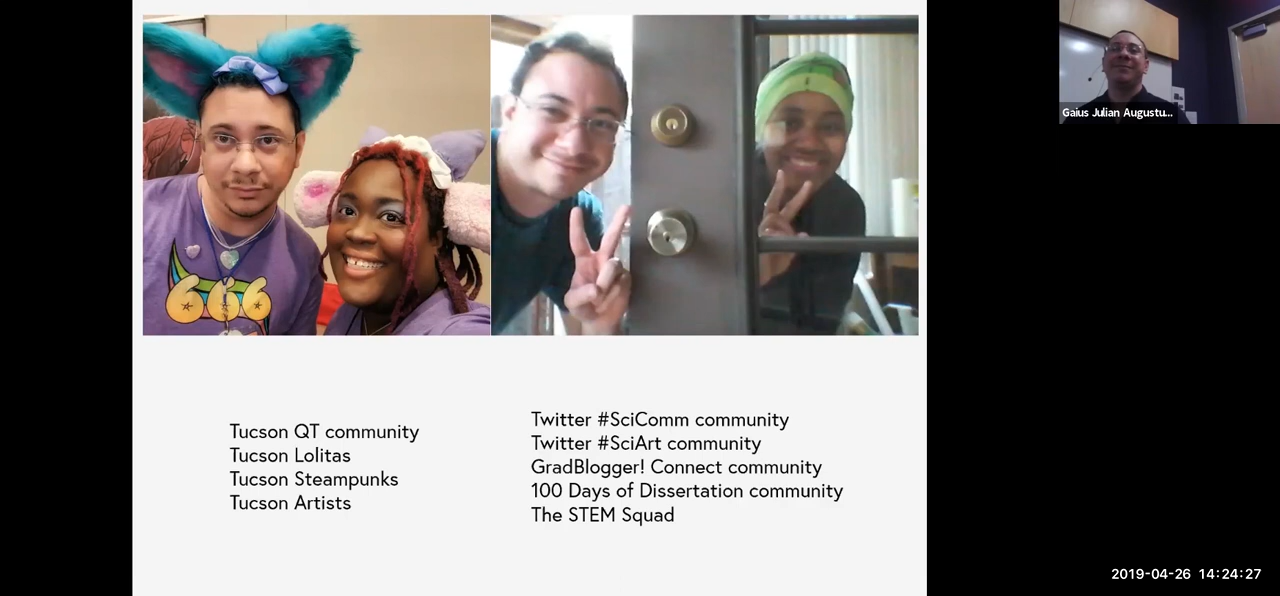 666
Gaius Julian Augustu...
Tucson QT community
Tucson Lolitas
Tucson Steampunks
Tucson Artists
Twitter #SciComm community
Twitter #SciArt community
GradBlogger! Connect community
100 Days of Dissertation community
The STEM Squad
2019-04-26 14:24:27